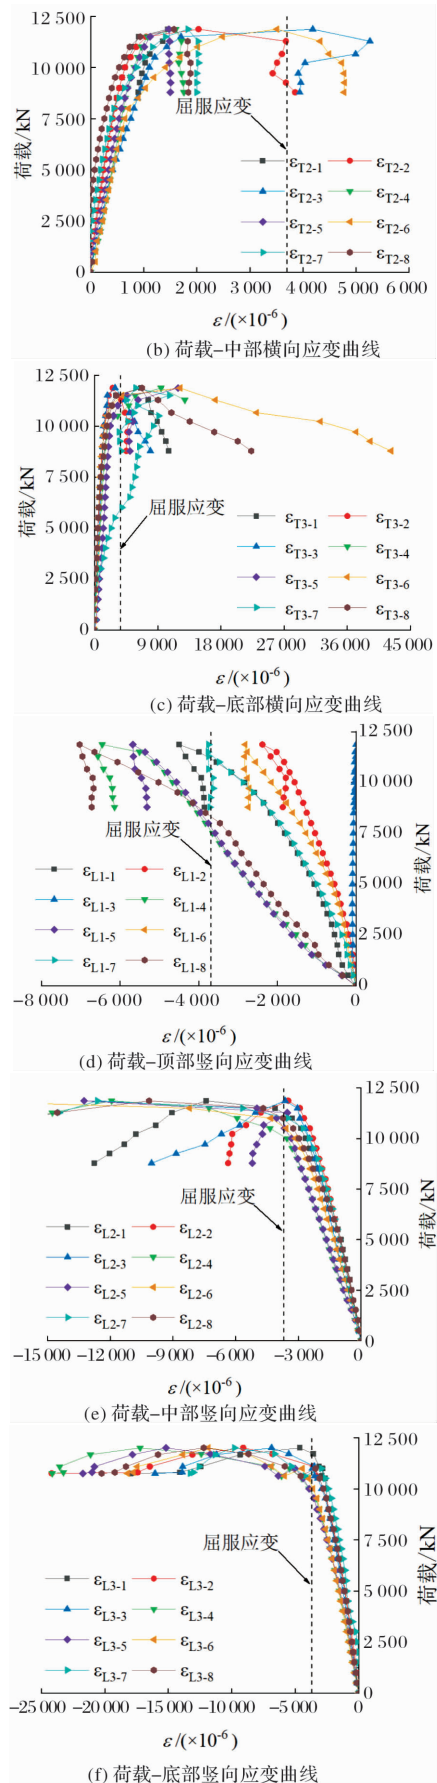 12 500
10 000
7 500
5 000
2 500
0
荷载/kN
屈服应变
εT2-1 εT2-2
εT2-3 εT2-4
εT2-5 εT2-6
εT2-7 εT2-8
0 1 000 2 000 3 000 4 000 5 000 6 000
ε/(×10-6)
(b) 荷载–中部横向应变曲线
12 500
10 000
7 500
5 000
2 500
0
荷载/kN
屈服应变
εT3-1 εT3-2
εT3-3 εT3-4
εT3-5 εT3-6
εT3-7 εT3-8
0 9 000 18 000 27 000 36 000 45 000
ε/(×10-6)
(c) 荷载–底部横向应变曲线
12 500
10 000
7 500
5 000
2 500
0
荷载/kN
屈服应变
εL1-1 εL1-2
εL1-3 εL1-4
εL1-5 εL1-6
εL1-7 εL1-8
−8 000 −6 000 −4 000 −2 000 0
ε/(×10-6)
(d) 荷载–顶部竖向应变曲线
12 500
10 000
7 500
5 000
2 500
0
荷载/kN
屈服应变
εL2-1 εL2-2
εL2-3 εL2-4
εL2-5 εL2-6
εL2-7 εL2-8
−15 000 −12 000 −9 000 −6 000 −3 000 0
ε/(×10-6)
(e) 荷载–中部竖向应变曲线
12 500
10 000
7 500
5 000
2 500
0
荷载/kN
屈服应变
εL3-1 εL3-2
εL3-3 εL3-4
εL3-5 εL3-6
εL3-7 εL3-8
−25 000 −20 000 −15 000 −10 000 −5 000 0
ε/(×10-6)
(f) 荷载–底部竖向应变曲线